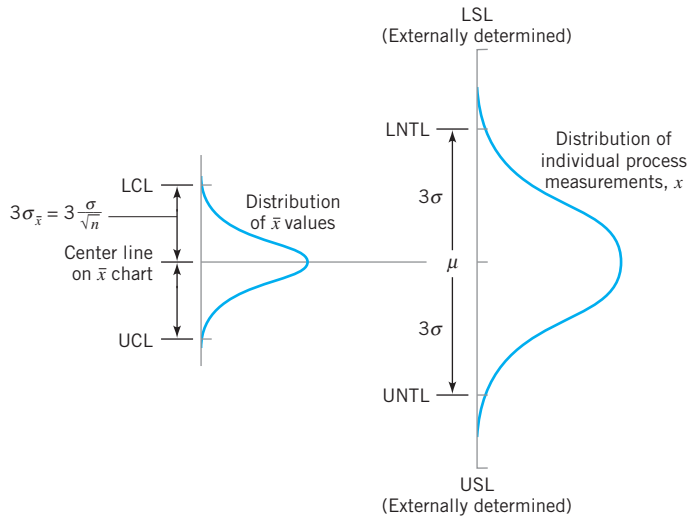 LSL
(Externally determined)
LNTL
Distribution of
individual process
measurements, x
3σ
LCL
Distribution
of x̄ values
3σx̄ = 3 σ/√n
Center line
on x̄ chart
μ
UCL
3σ
UNTL
USL
(Externally determined)